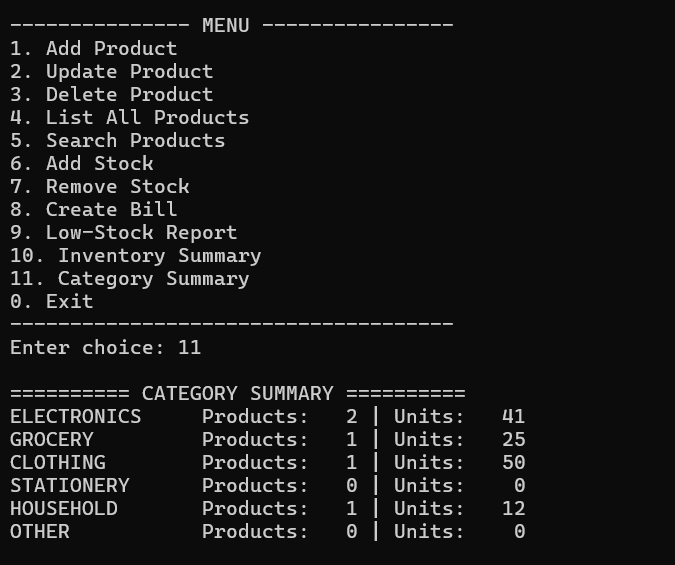 --------------- MENU ----------------
1. Add Product
2. Update Product
3. Delete Product
4. List All Products
5. Search Products
6. Add Stock
7. Remove Stock
8. Create Bill
9. Low-Stock Report
10. Inventory Summary
11. Category Summary
0. Exit
-------------------------------------
Enter choice: 11

========== CATEGORY SUMMARY ==========
ELECTRONICS     Products:   2 | Units:   41
GROCERY         Products:   1 | Units:   25
CLOTHING        Products:   1 | Units:   50
STATIONERY      Products:   0 | Units:    0
HOUSEHOLD       Products:   1 | Units:   12
OTHER           Products:   0 | Units:    0